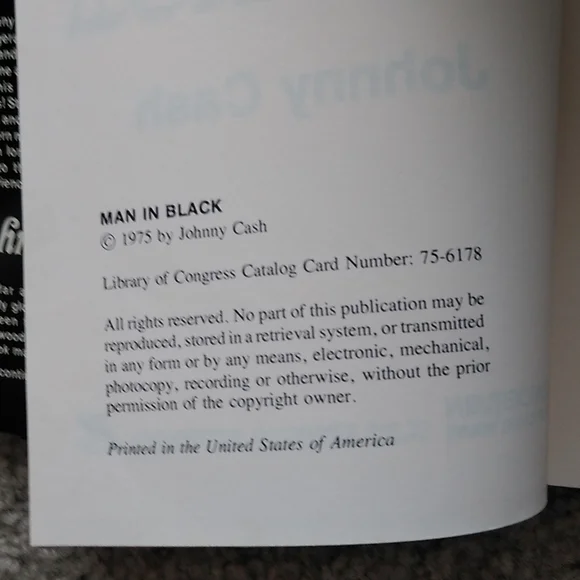 Johnny Cash
MAN IN BLACK
© 1975 by Johnny Cash
Library of Congress Catalog Card Number: 75-6178
All rights reserved. No part of this publication may be
reproduced, stored in a retrieval system, or transmitted
in any form or by any means, electronic, mechanical,
photocopy, recording or otherwise, without the prior
permission of the copyright owner.
Printed in the United States of America